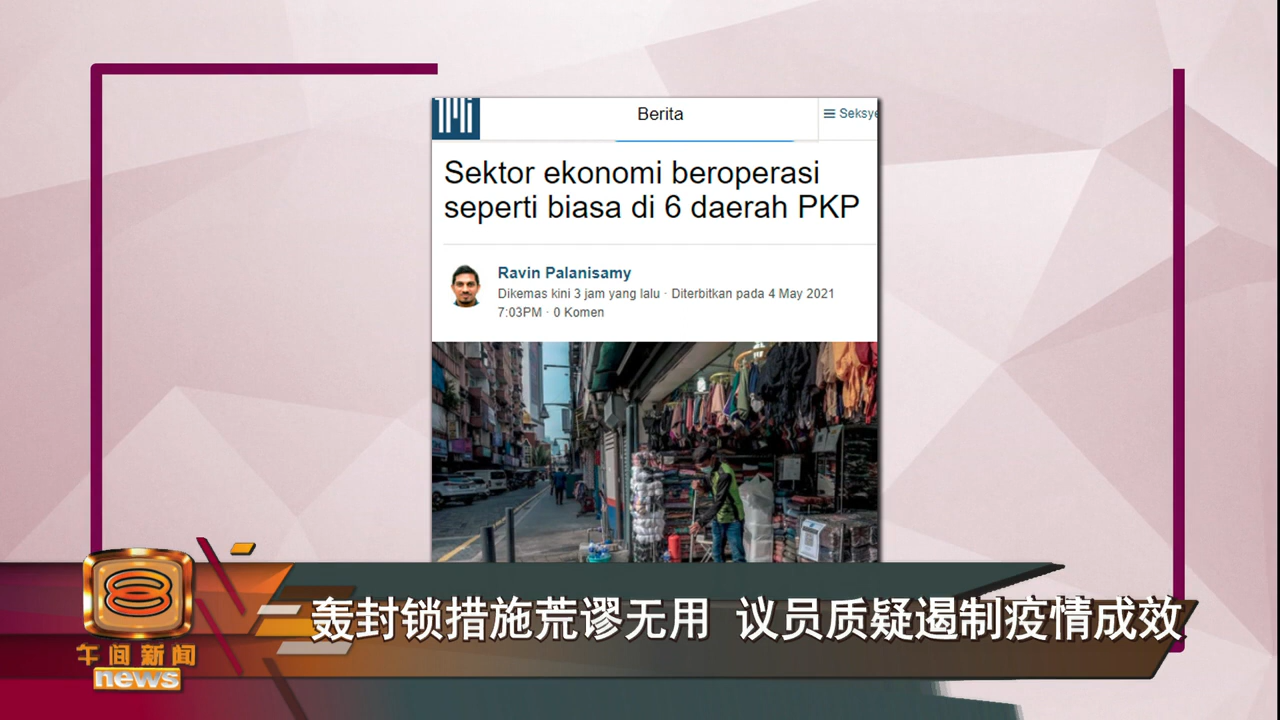 TMI
Berita
≡ Seksye
Sektor ekonomi beroperasi
seperti biasa di 6 daerah PKP
Ravin Palanisamy
Dikemas kini 3 jam yang lalu · Diterbitkan pada 4 May 2021
7:03PM · 0 Komen
轰封锁措施荒谬无用 议员质疑遏制疫情成效
8
午间新闻
news